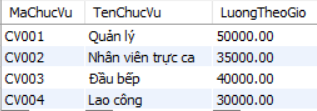 MaChucVu TenChucVu LuongTheoGio
CV001 Quản lý 50000.00
CV002 Nhân viên trực ca 35000.00
CV003 Đầu bếp 40000.00
CV004 Lao công 30000.00